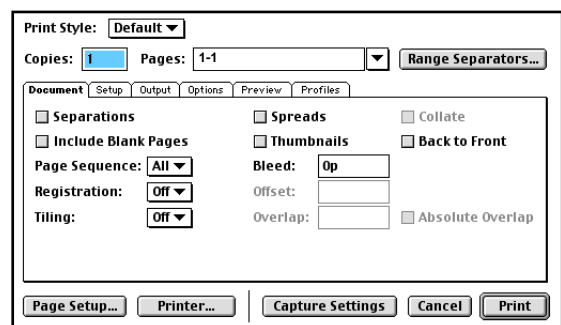 Print Style: Default
Copies: 1 Pages: 1-1 Range Separators...
Document Setup Output Options Preview Profiles
Separations Spreads Collate
Include Blank Pages Thumbnails Back to Front
Page Sequence: All Bleed: 0p
Registration: Off Offset:
Tiling: Off Overlap: Absolute Overlap
Page Setup... Printer... Capture Settings Cancel Print